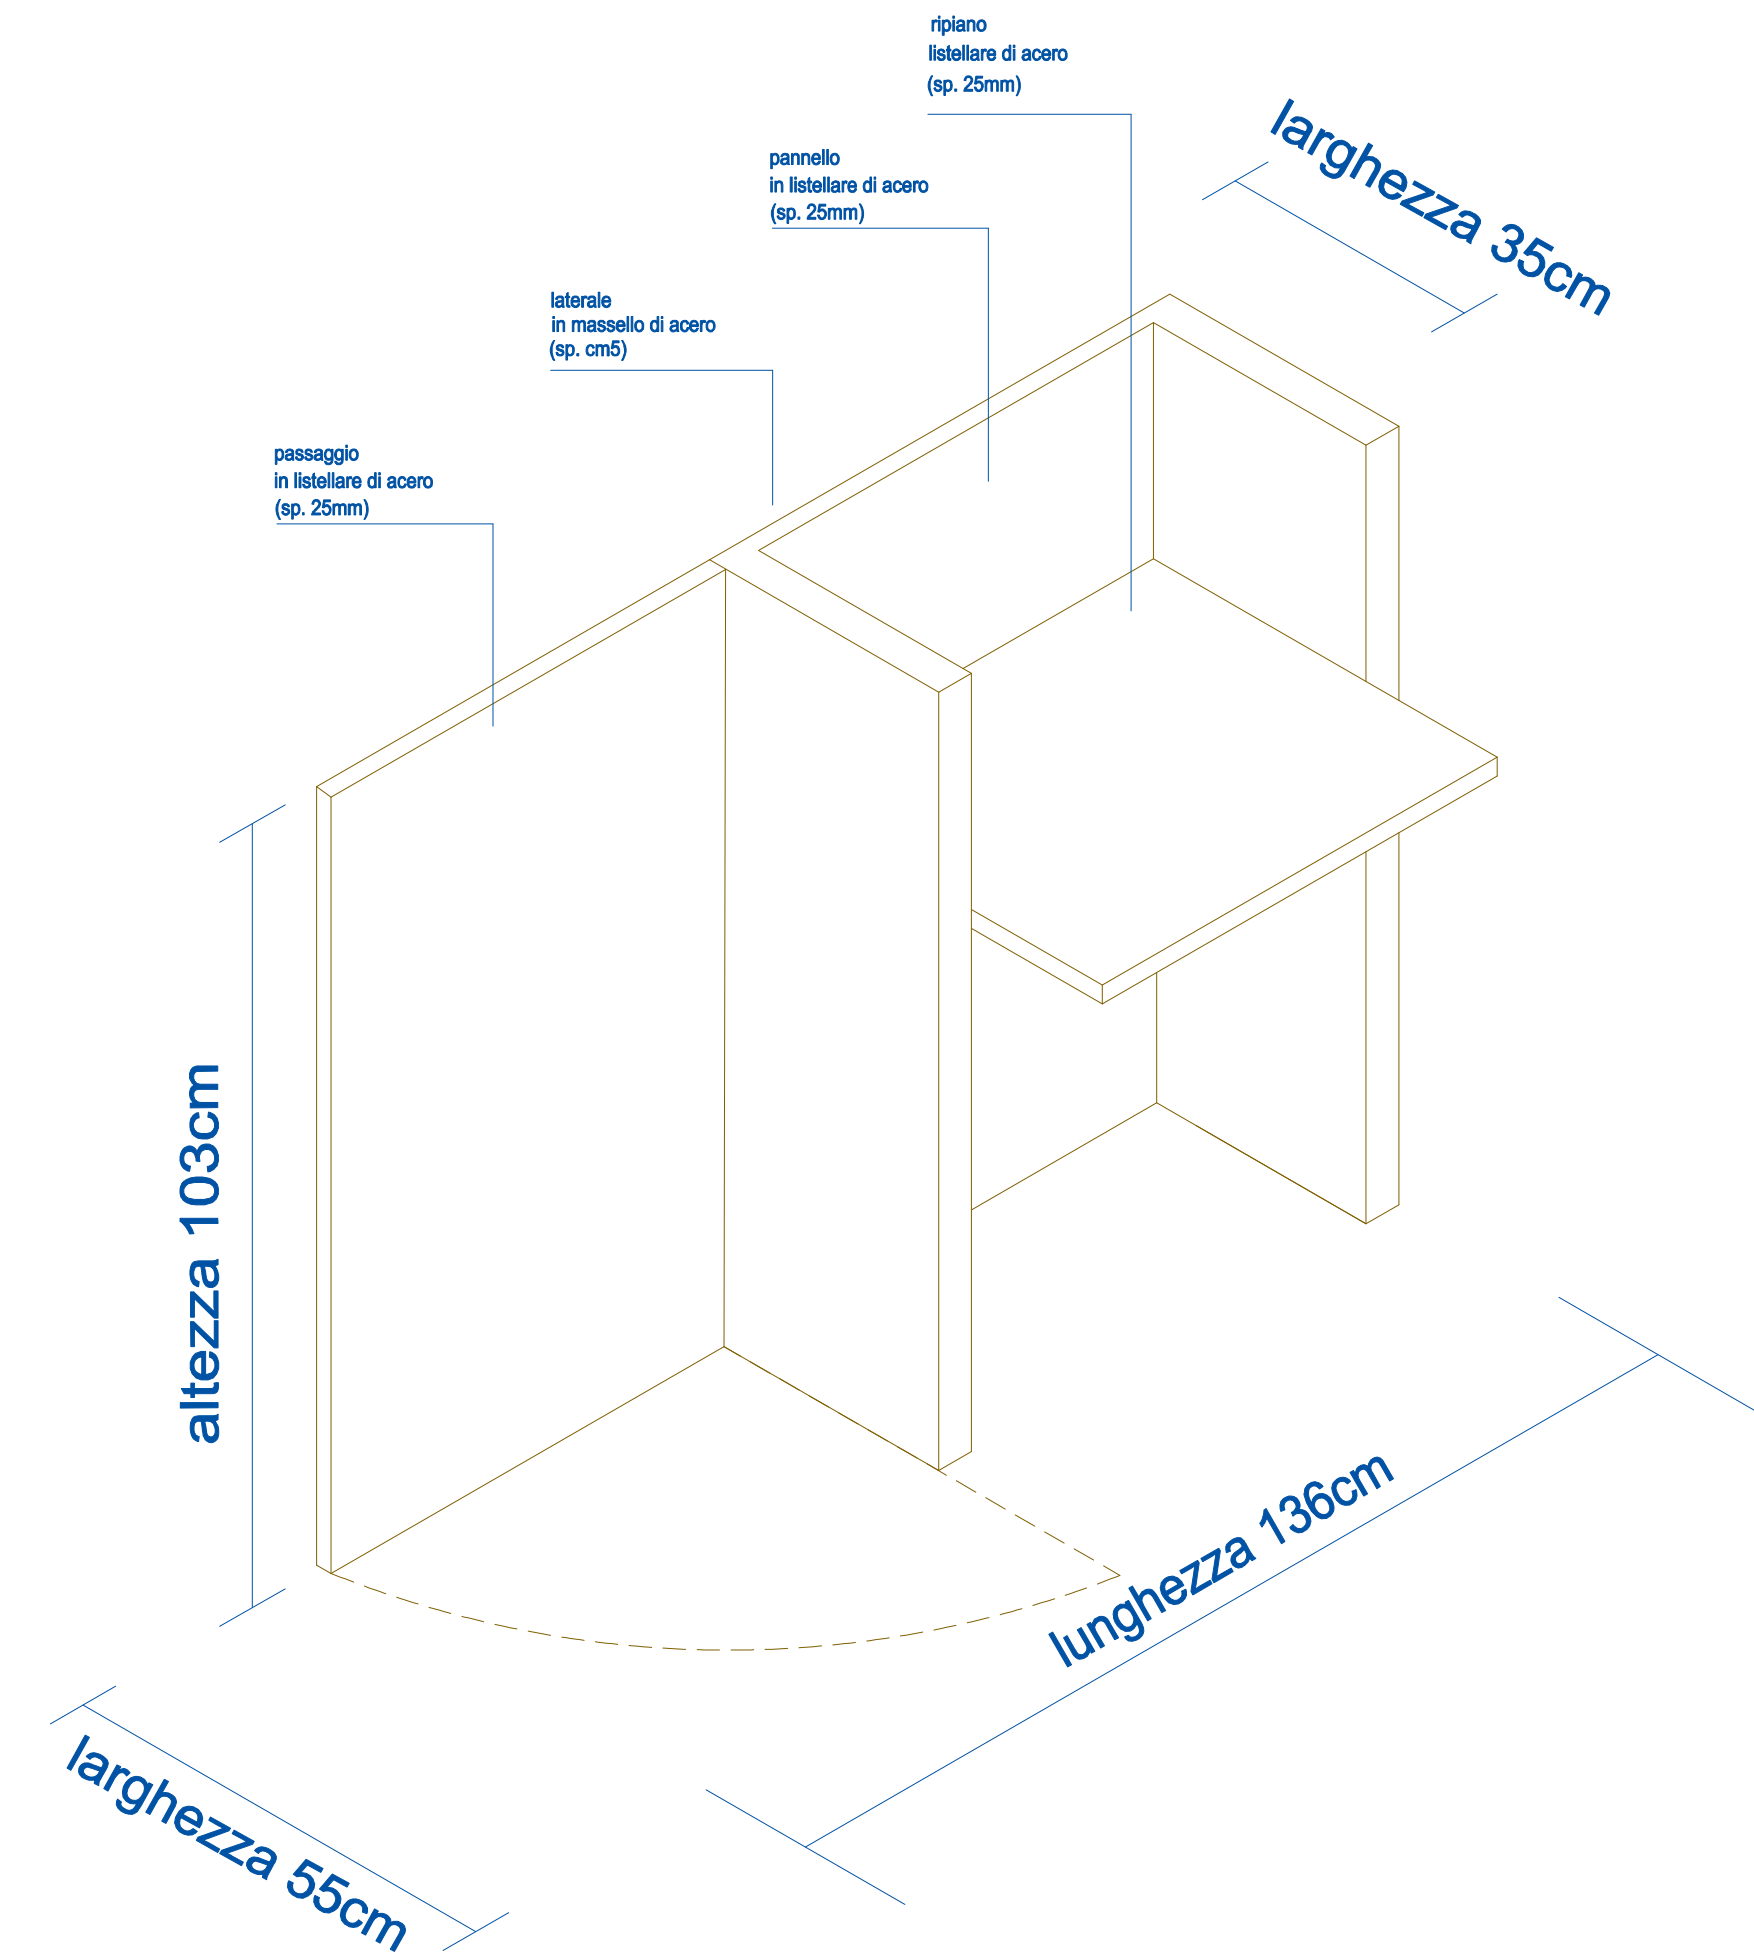 ripiano
listellare di acero
(sp. 25mm)
larghezza 35cm
pannello
in listellare di acero
(sp. 25mm)
laterale
in massello di acero
(sp. cm5)
passaggio
in listellare di acero
(sp. 25mm)
altezza 103cm
lunghezza 136cm
larghezza 55cm